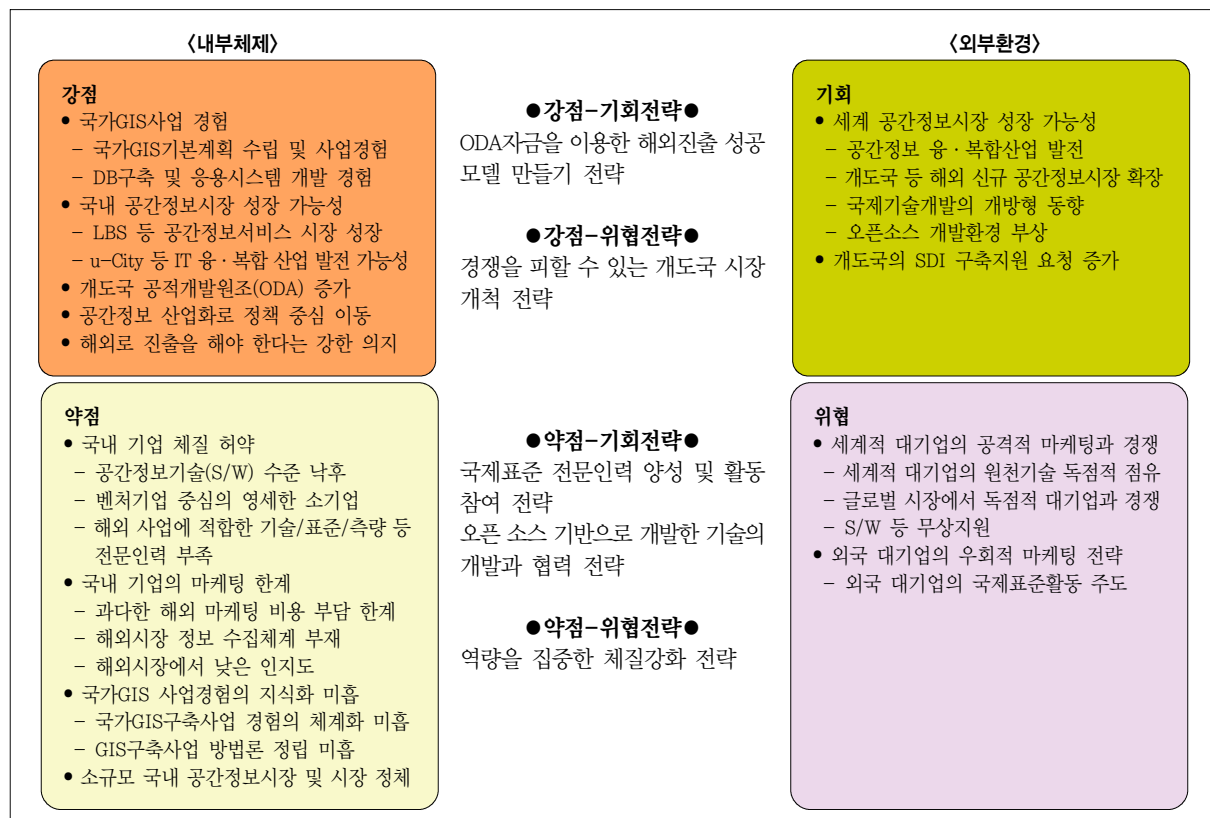 〈내부체제〉
강점
• 국가GIS사업 경험
– 국가GIS기본계획 수립 및 사업경험
– DB구축 및 응용시스템 개발 경험
• 국내 공간정보시장 성장 가능성
– LBS 등 공간정보서비스 시장 성장
– u-City 등 IT 융·복합 산업 발전 가능성
• 개도국 공적개발원조(ODA) 증가
• 공간정보 산업화로 정책 중심 이동
• 해외로 진출을 해야 한다는 강한 의지
약점
• 국내 기업 체질 허약
– 공간정보기술(S/W) 수준 낙후
– 벤처기업 중심의 영세한 소기업
– 해외 사업에 적합한 기술/표준/측량 등
전문인력 부족
• 국내 기업의 마케팅 한계
– 과다한 해외 마케팅 비용 부담 한계
– 해외시장 정보 수집체계 부재
– 해외시장에서 낮은 인지도
• 국가GIS 사업경험의 지식화 미흡
– 국가GIS구축사업 경험의 체계화 미흡
– GIS구축사업 방법론 정립 미흡
• 소규모 국내 공간정보시장 및 시장 정체
●강점–기회전략●
ODA자금을 이용한 해외진출 성공
모델 만들기 전략
●강점–위협전략●
경쟁을 피할 수 있는 개도국 시장
개척 전략
●약점–기회전략●
국제표준 전문인력 양성 및 활동
참여 전략
오픈 소스 기반으로 개발한 기술의
개발과 협력 전략
●약점–위협전략●
역량을 집중한 체질강화 전략
〈외부환경〉
기회
• 세계 공간정보시장 성장 가능성
– 공간정보 융·복합산업 발전
– 개도국 등 해외 신규 공간정보시장 확장
– 국제기술개발의 개방형 동향
– 오픈소스 개발환경 부상
• 개도국의 SDI 구축지원 요청 증가
위협
• 세계적 대기업의 공격적 마케팅과 경쟁
– 세계적 대기업의 원천기술 독점적 점유
– 글로벌 시장에서 독점적 대기업과 경쟁
– S/W 등 무상지원
• 외국 대기업의 우회적 마케팅 전략
– 외국 대기업의 국제표준활동 주도